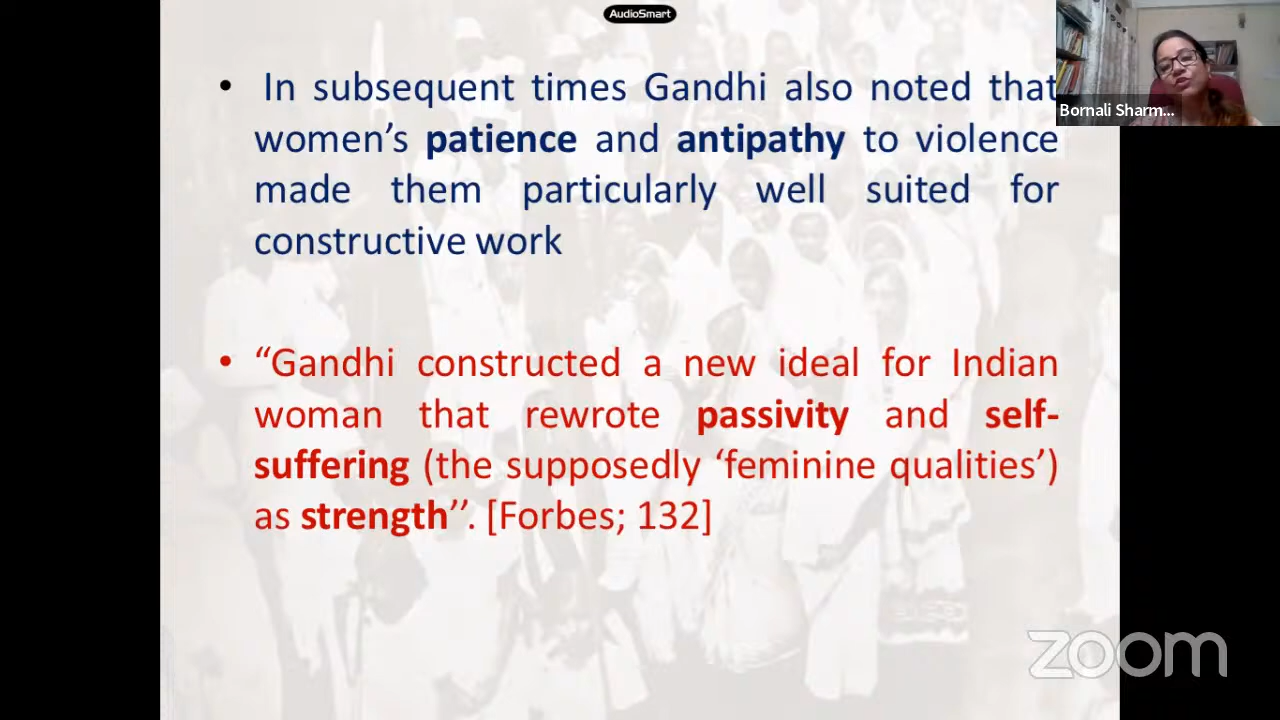 AudioSmart
• In subsequent times Gandhi also noted that
women’s patience and antipathy to violence
made them particularly well suited for
constructive work
Bornali Sharm...
• “Gandhi constructed a new ideal for Indian
woman that rewrote passivity and self-
suffering (the supposedly ‘feminine qualities’)
as strength’’. [Forbes; 132]
zoom